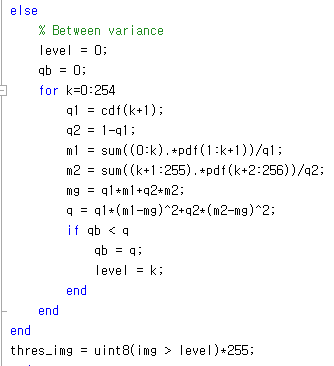 else
% Between variance
level = 0;
qb = 0;
for k=0:254
q1 = cdf(k+1);
q2 = 1-q1;
m1 = sum((0:k).*pdf(1:k+1))/q1;
m2 = sum((k+1:255).*pdf(k+2:256))/q2;
mg = q1*m1+q2*m2;
q = q1*(m1-mg)^2+q2*(m2-mg)^2;
if qb < q
qb = q;
level = k;
end
end
end
thres_img = uint8(img > level)*255;